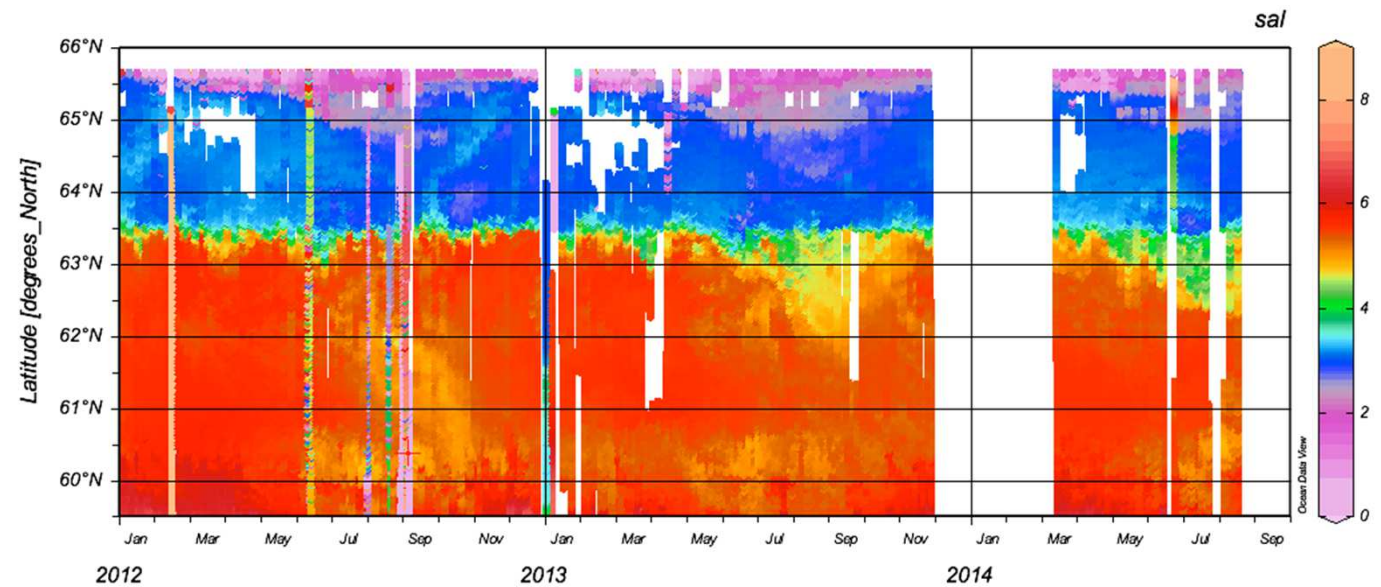 sal
66°N
65°N
64°N
63°N
62°N
61°N
60°N
Latitude [degrees_North]
8
6
4
2
0
Ocean Data View
Jan Mar May Jul Sep Nov Jan Mar May Jul Sep Nov Jan Mar May Jul Sep
2012 2013 2014